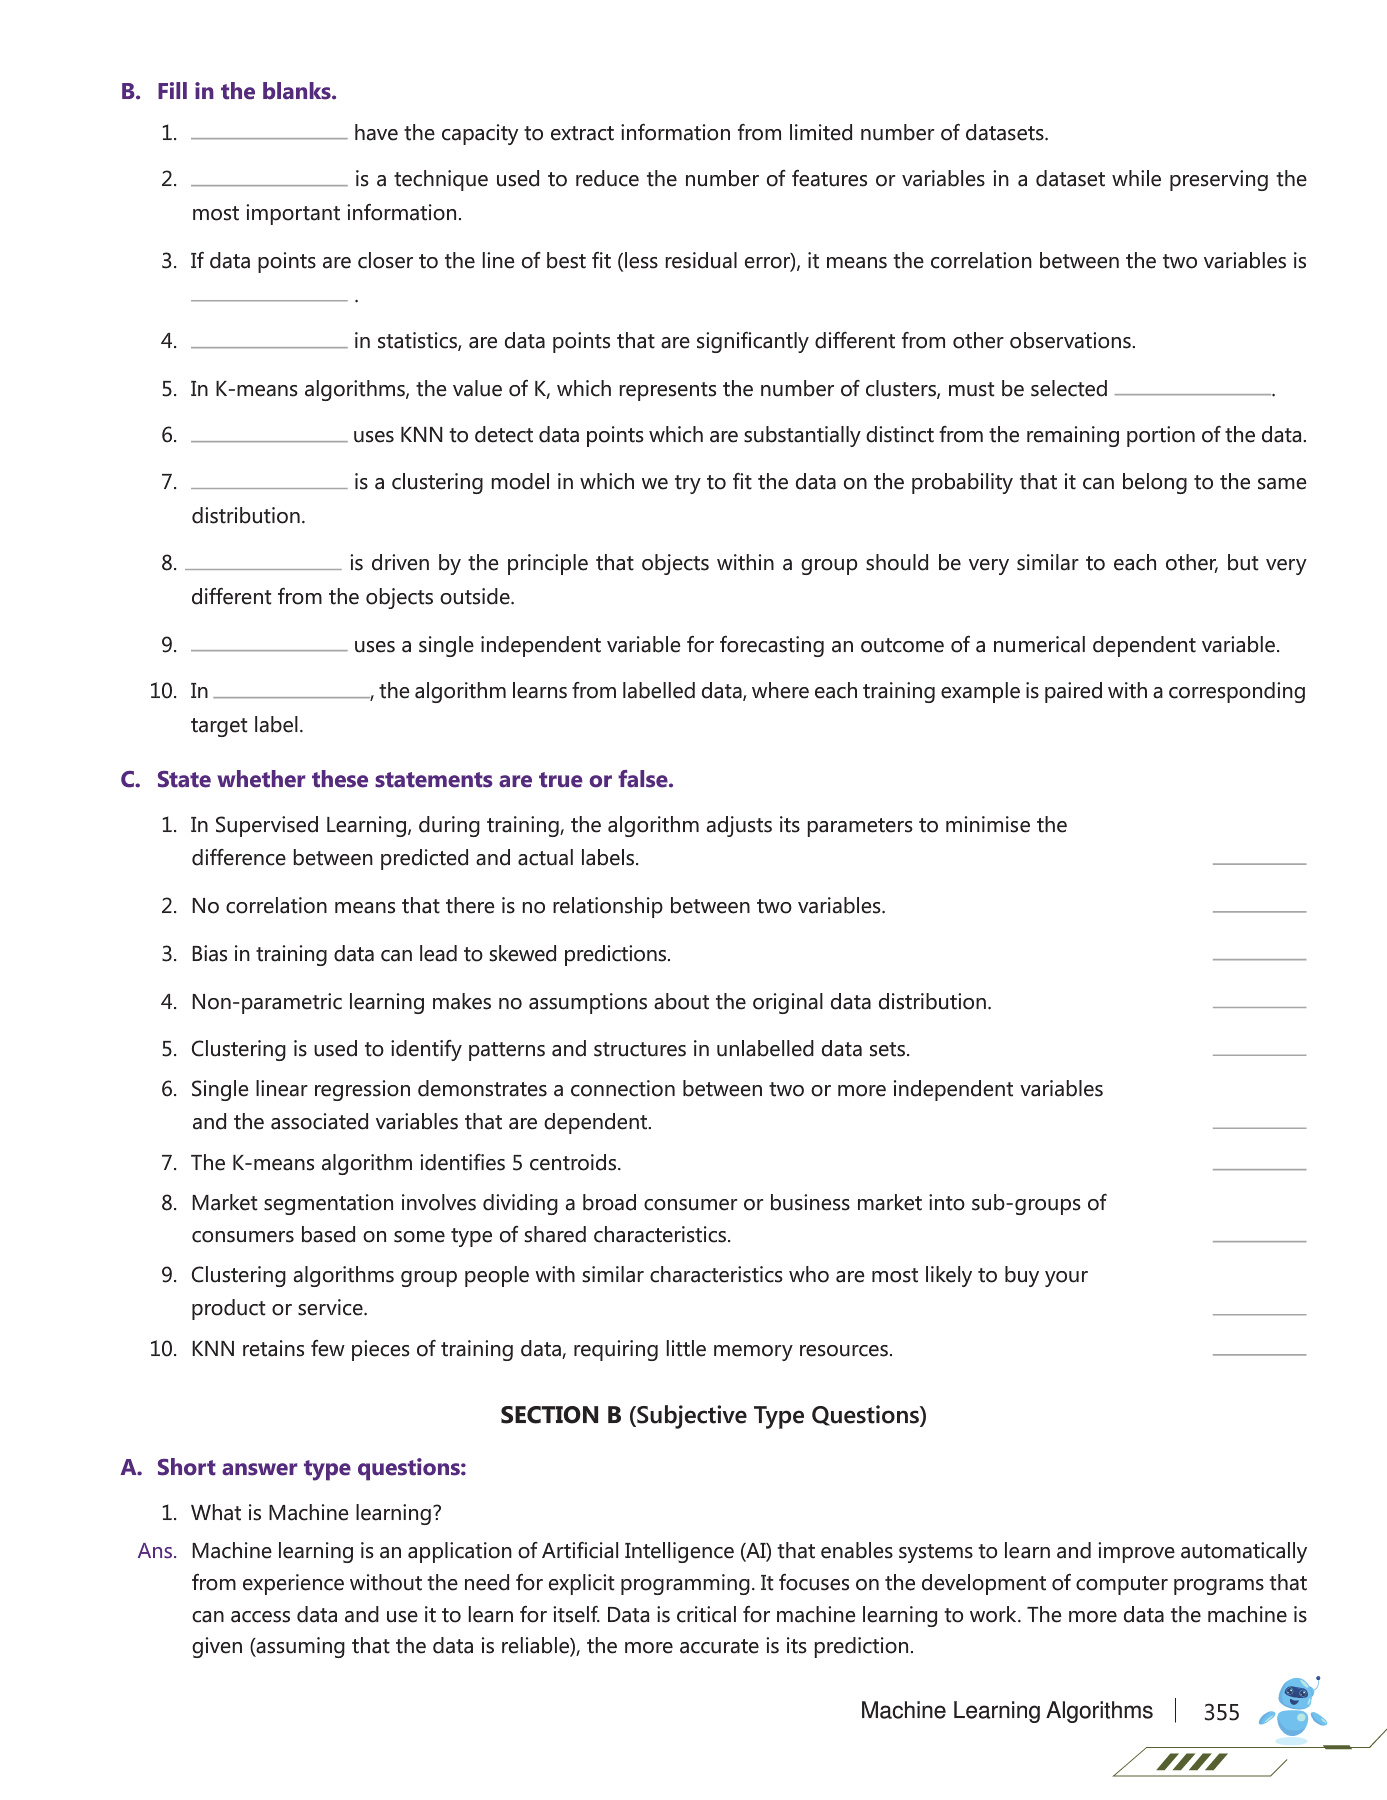 B. Fill in the blanks.
1. ______________ have the capacity to extract information from limited number of datasets.
2. ______________ is a technique used to reduce the number of features or variables in a dataset while preserving the
most important information.
3. If data points are closer to the line of best fit (less residual error), it means the correlation between the two variables is
______________ .
4. ______________ in statistics, are data points that are significantly different from other observations.
5. In K-means algorithms, the value of K, which represents the number of clusters, must be selected ______________.
6. ______________ uses KNN to detect data points which are substantially distinct from the remaining portion of the data.
7. ______________ is a clustering model in which we try to fit the data on the probability that it can belong to the same
distribution.
8. ______________ is driven by the principle that objects within a group should be very similar to each other, but very
different from the objects outside.
9. ______________ uses a single independent variable for forecasting an outcome of a numerical dependent variable.
10. In ______________, the algorithm learns from labelled data, where each training example is paired with a corresponding
target label.
C. State whether these statements are true or false.
1. In Supervised Learning, during training, the algorithm adjusts its parameters to minimise the
difference between predicted and actual labels. ________
2. No correlation means that there is no relationship between two variables. ________
3. Bias in training data can lead to skewed predictions. ________
4. Non-parametric learning makes no assumptions about the original data distribution. ________
5. Clustering is used to identify patterns and structures in unlabelled data sets. ________
6. Single linear regression demonstrates a connection between two or more independent variables
and the associated variables that are dependent. ________
7. The K-means algorithm identifies 5 centroids. ________
8. Market segmentation involves dividing a broad consumer or business market into sub-groups of
consumers based on some type of shared characteristics. ________
9. Clustering algorithms group people with similar characteristics who are most likely to buy your
product or service. ________
10. KNN retains few pieces of training data, requiring little memory resources. ________
SECTION B (Subjective Type Questions)
A. Short answer type questions:
1. What is Machine learning?
Ans. Machine learning is an application of Artificial Intelligence (AI) that enables systems to learn and improve automatically
from experience without the need for explicit programming. It focuses on the development of computer programs that
can access data and use it to learn for itself. Data is critical for machine learning to work. The more data the machine is
given (assuming that the data is reliable), the more accurate is its prediction.
Machine Learning Algorithms 355